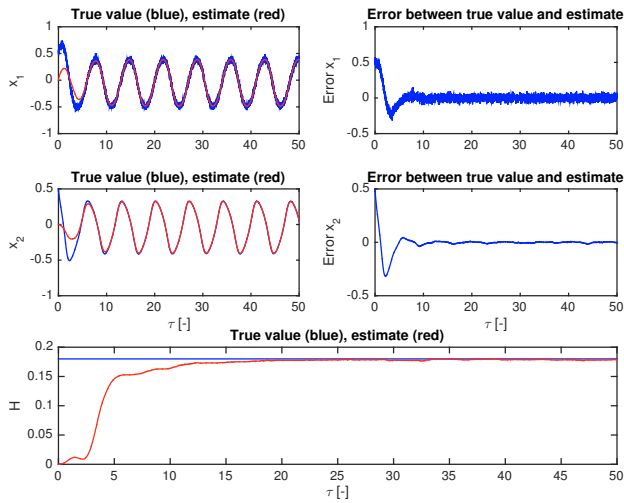 True value (blue), estimate (red)
Error between true value and estimate
x1
1
0.5
0
-0.5
-1
0 10 20 30 40 50
Error x1
0.5
0
-0.5
0 10 20 30 40 50
True value (blue), estimate (red)
Error between true value and estimate
x2
0.5
0
-0.5
-1
0 10 20 30 40 50
τ [-]
Error x2
0.5
0
-0.5
0 10 20 30 40 50
τ [-]
True value (blue), estimate (red)
H
0.2
0.15
0.1
0.05
0
0 5 10 15 20 25 30 35 40 45 50
τ [-]